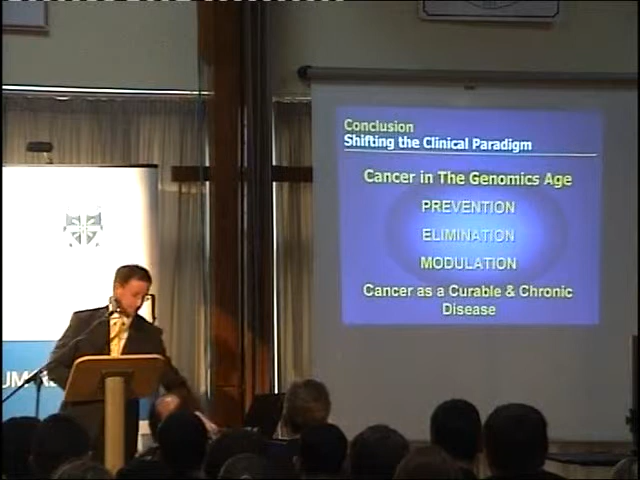 Conclusion
Shifting the Clinical Paradigm
Cancer in The Genomics Age
PREVENTION
ELIMINATION
MODULATION
Cancer as a Curable & Chronic
Disease